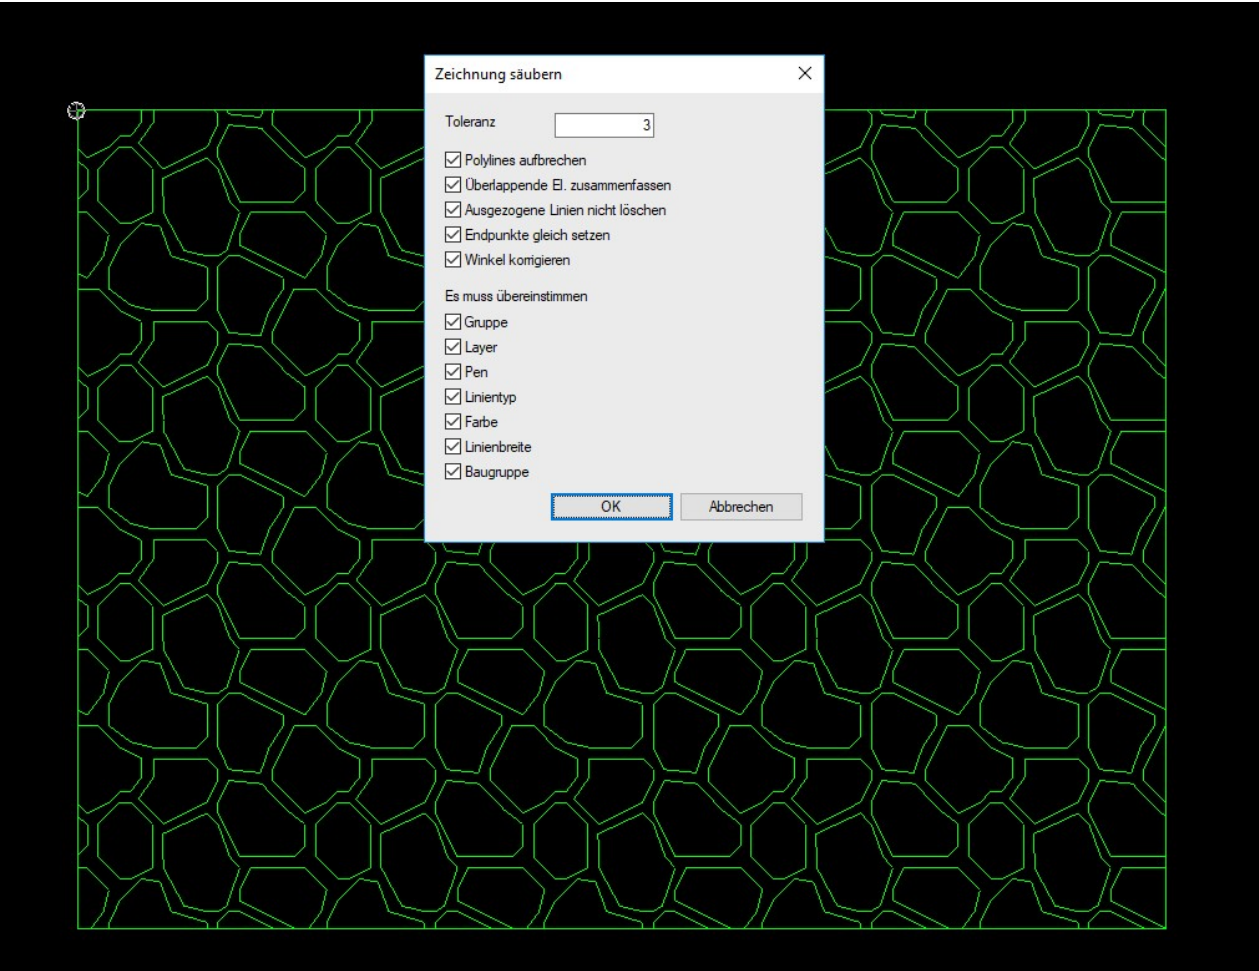 Zeichnung säubern
Toleranz 3
Polylines aufbrechen
Überlappende El. zusammenfassen
Ausgezogene Linien nicht löschen
Endpunkte gleich setzen
Winkel korrigieren
Es muss übereinstimmen
Gruppe
Layer
Pen
Linientyp
Farbe
Linienbreite
Baugruppe
OK Abbrechen